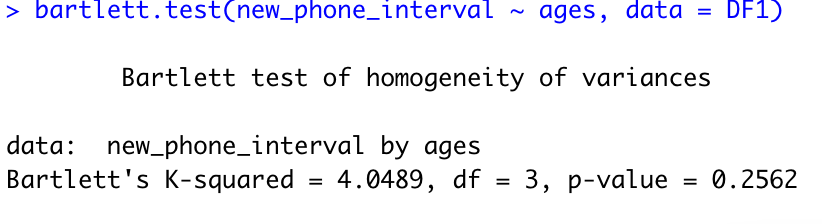 > bartlett.test(new_phone_interval ~ ages, data = DF1)
Bartlett test of homogeneity of variances
data:  new_phone_interval by ages
Bartlett's K-squared = 4.0489, df = 3, p-value = 0.2562